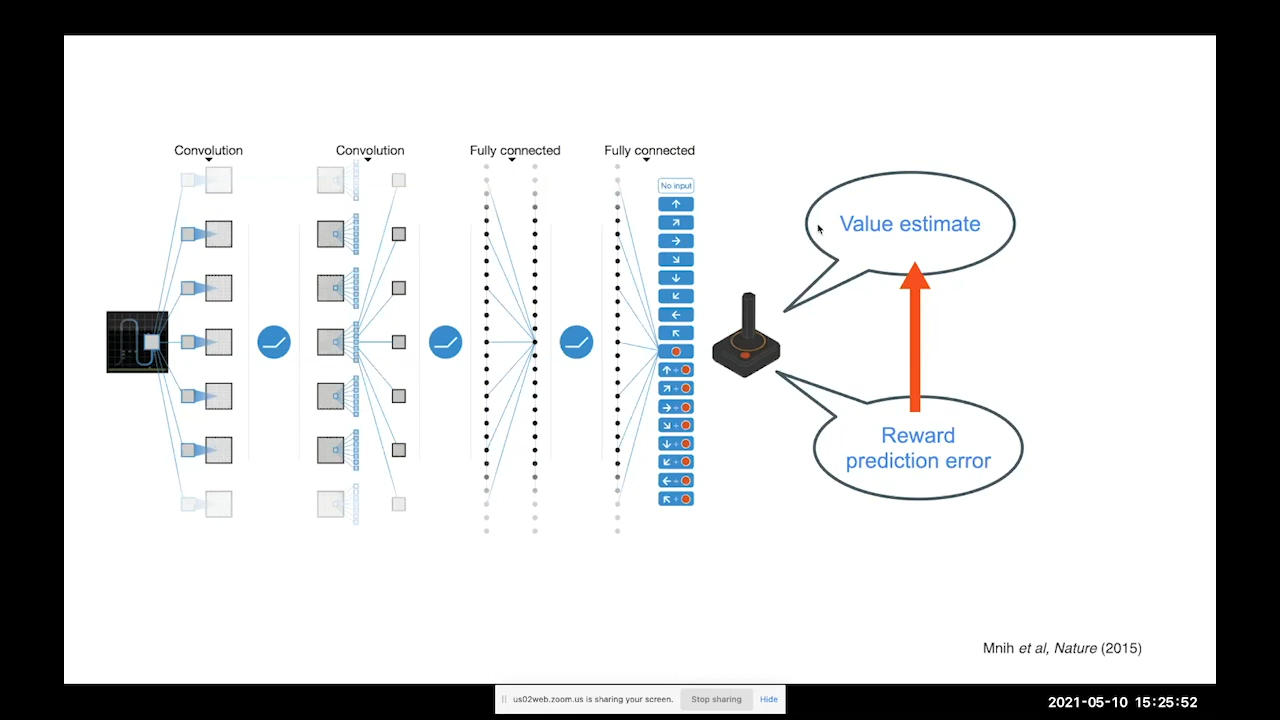 Convolution
Convolution
Fully connected
Fully connected
No input
Value estimate
Reward
prediction error
Mnih et al, Nature (2015)
us02web.zoom.us is sharing your screen.
Stop sharing
Hide
2021-05-10 15:25:52